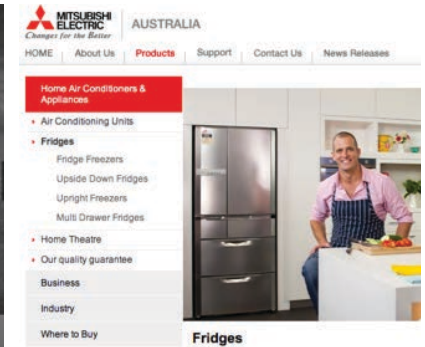 MITSUBISHI
ELECTRIC
Changes for the Better
AUSTRALIA
HOME About Us Products Support Contact Us News Releases
Home Air Conditioners &
Appliances
Air Conditioning Units
Fridges
Fridge Freezers
Upside Down Fridges
Upright Freezers
Multi Drawer Fridges
Home Theatre
Our quality guarantee
Business
Industry
Where to Buy
Fridges